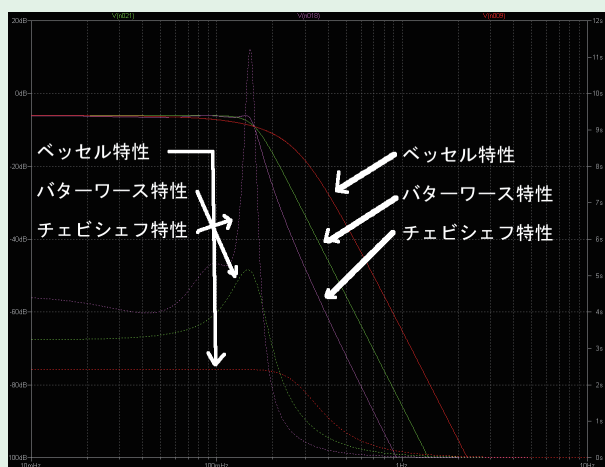 V(n021) V(n018) V(n009)
20dB 12s
11s
0dB 10s
9s
-20dB 8s
ベッセル特性 ベッセル特性
バターワース特性 7s バターワース特性
チェビシェフ特性 チェビシェフ特性
-40dB 6s
5s
-60dB 4s
3s
-80dB 2s
1s
-100dB 0s
10mHz 100mHz 1Hz 10Hz